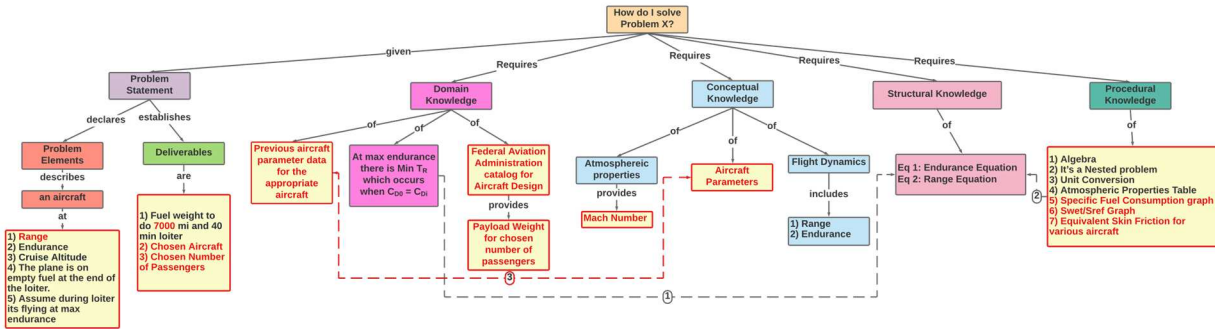 How do I solve
Problem X?
given
Requires
Requires
Requires
Requires
Problem
Statement
Domain
Knowledge
Conceptual
Knowledge
Structural Knowledge
Procedural
Knowledge
declares
establishes
of
of
of
of
of
of
of
of
Problem
Elements
Deliverables
Previous aircraft
parameter data
for the
appropriate
aircraft
At max endurance
there is Min TR
which occurs
when CD0 = CDi
Federal Aviation
Administration
catalog for
Aircraft Design
Atmosphereic
properties
Aircraft
Parameters
Flight Dynamics
Eq 1: Endurance Equation
Eq 2: Range Equation
1) Algebra
2) It's a Nested problem
3) Unit Conversion
4) Atmospheric Properties Table
5) Specific Fuel Consumption graph
6) Swet/Sref Graph
7) Equivalent Skin Friction for
various aircraft
2
describes
are
provides
provides
includes
an aircraft
1) Fuel weight to
do 7000 mi and 40
min loiter
2) Chosen Aircraft
3) Chosen Number
of Passengers
Payload Weight
for chosen
number of
passengers
Mach Number
1) Range
2) Endurance
at
1) Range
2) Endurance
3) Cruise Altitude
4) The plane is on
empty fuel at the end of
the loiter.
5) Assume during loiter
its flying at max
endurance
3
1